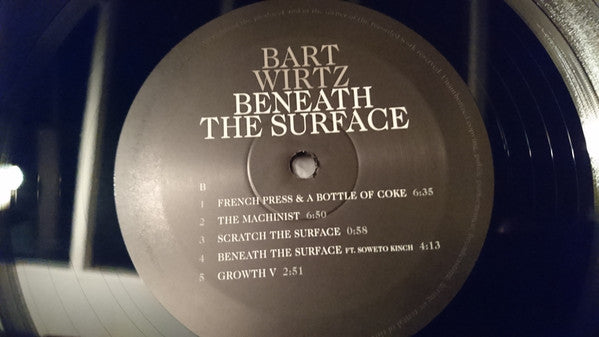 BART
WIRTZ
BENEATH
THE SURFACE
B
1 FRENCH PRESS & A BOTTLE OF COKE 6:35
2 THE MACHINIST 6:50
3 SCRATCH THE SURFACE 0:58
4 BENEATH THE SURFACE FT. SOWETO KINCH 4:13
5 GROWTH V 2:51